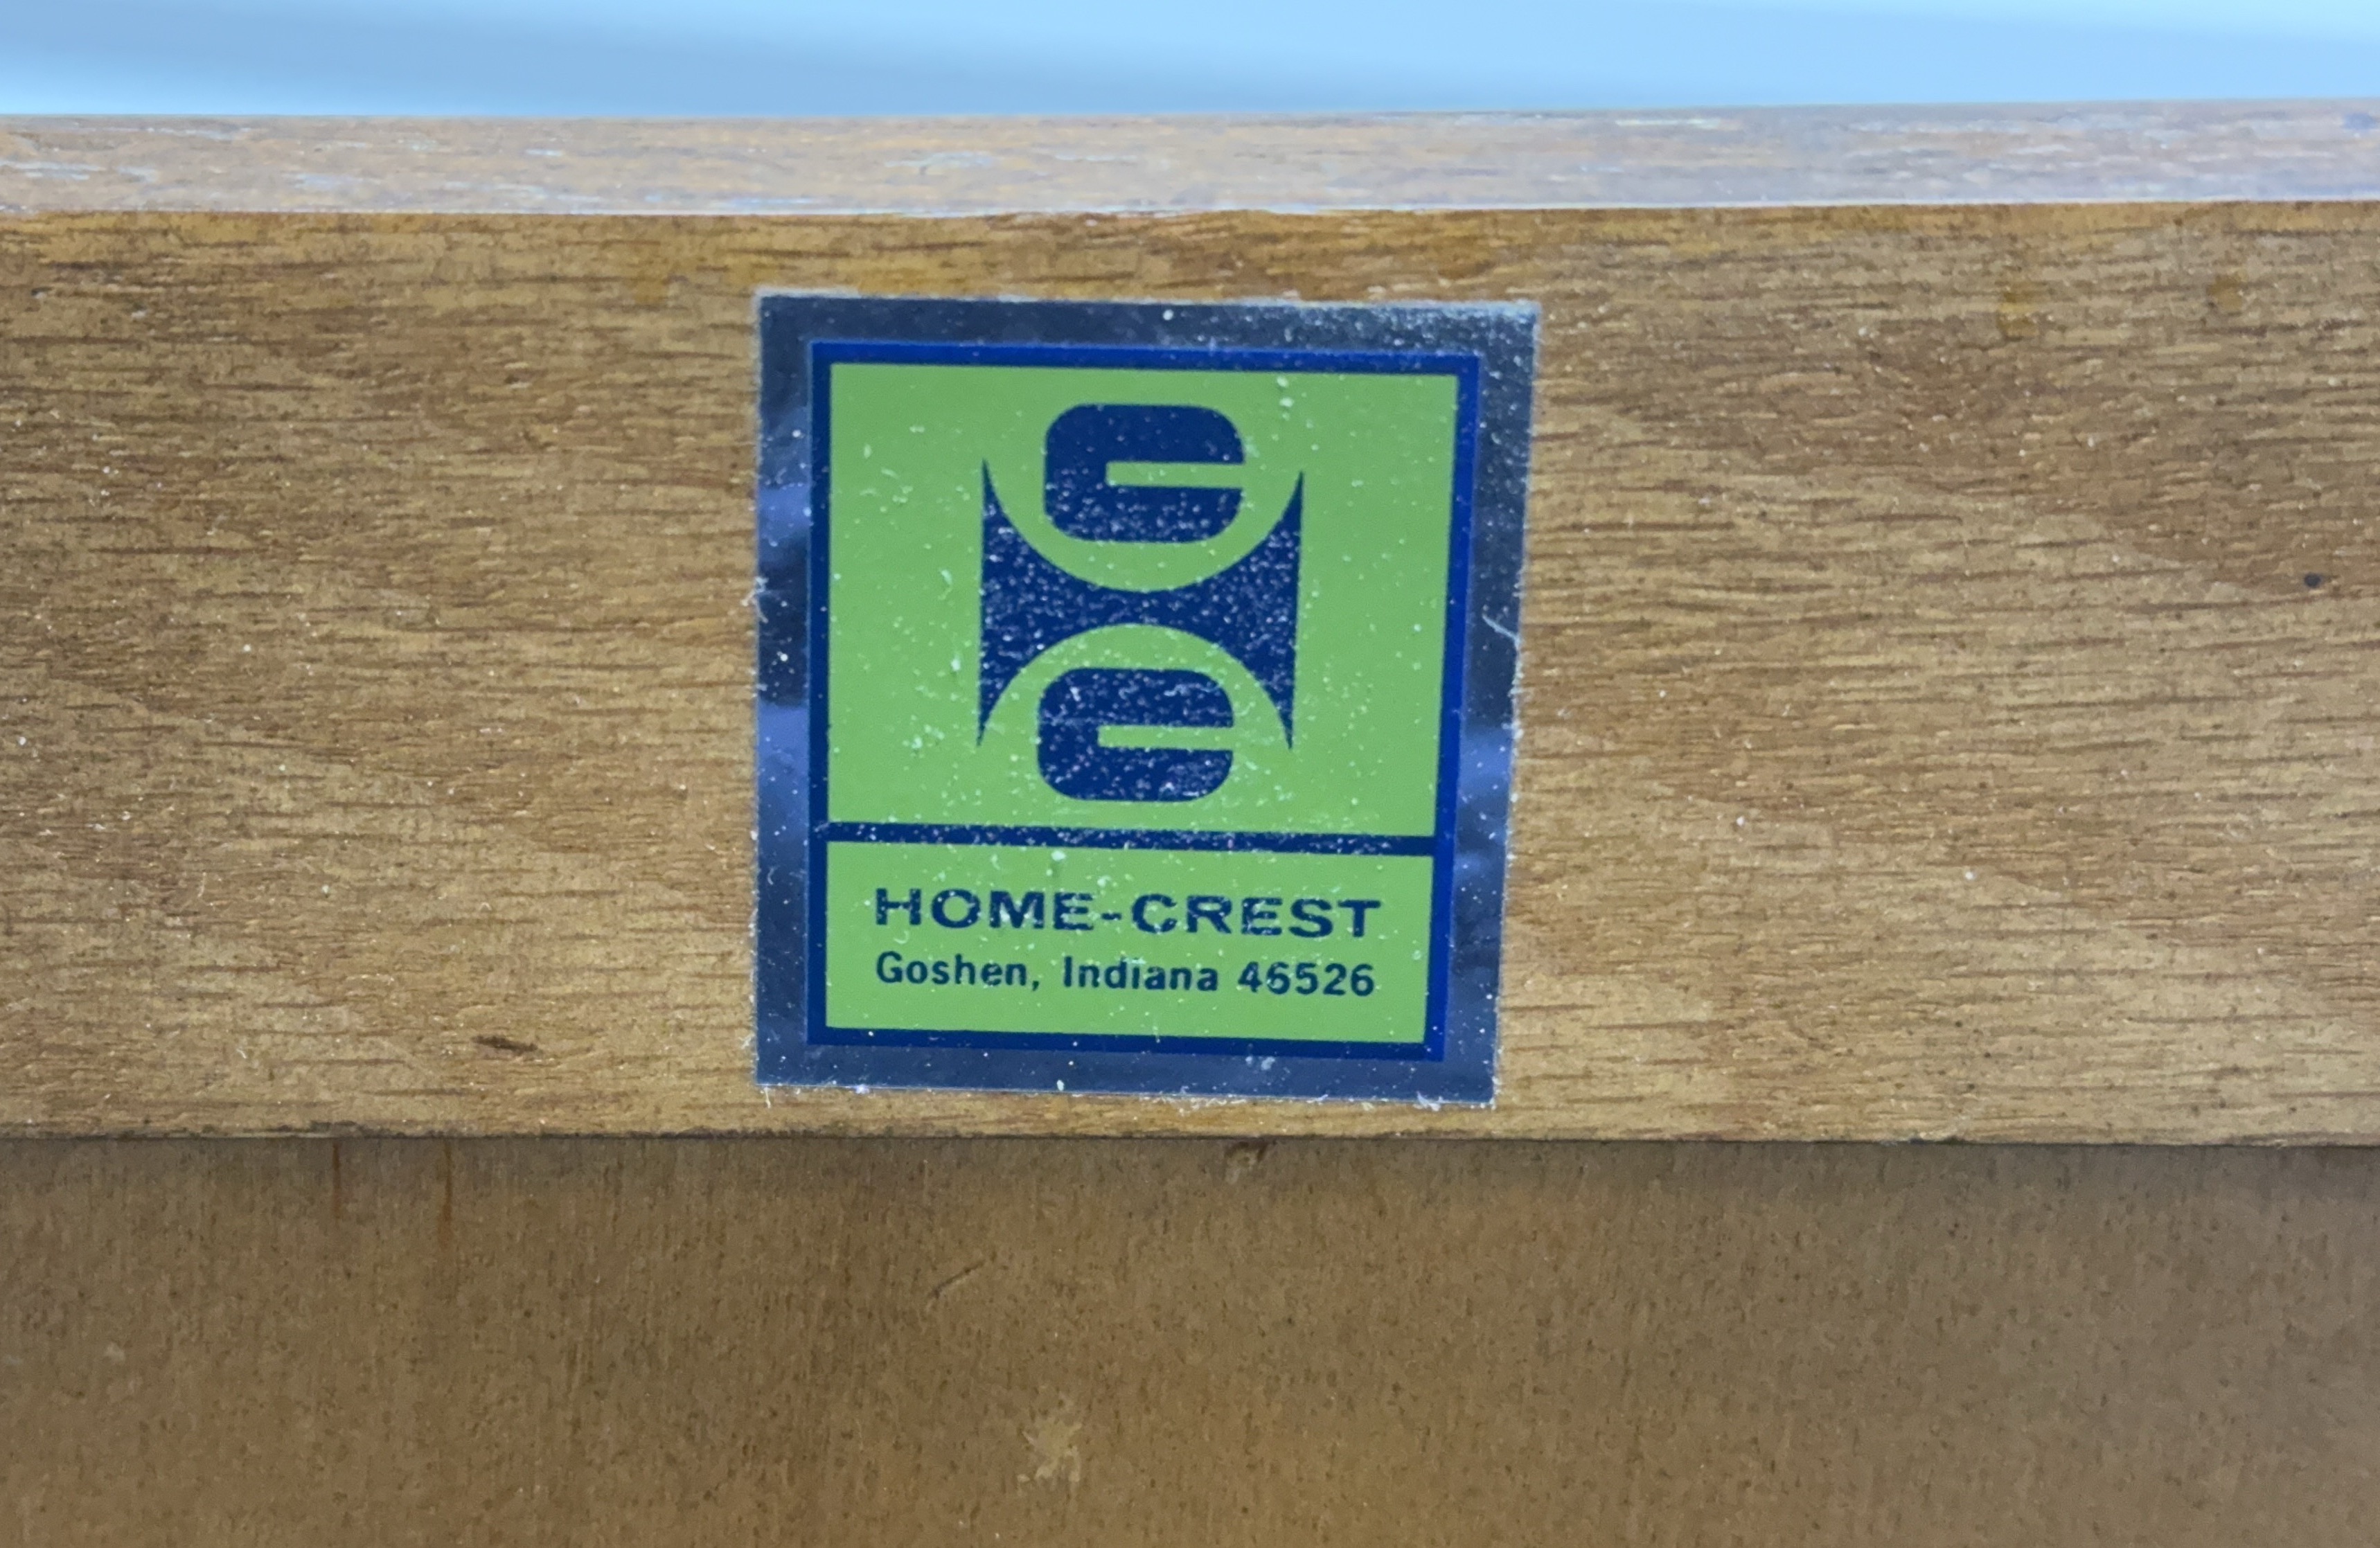 HOME-CREST
Goshen, Indiana 46526